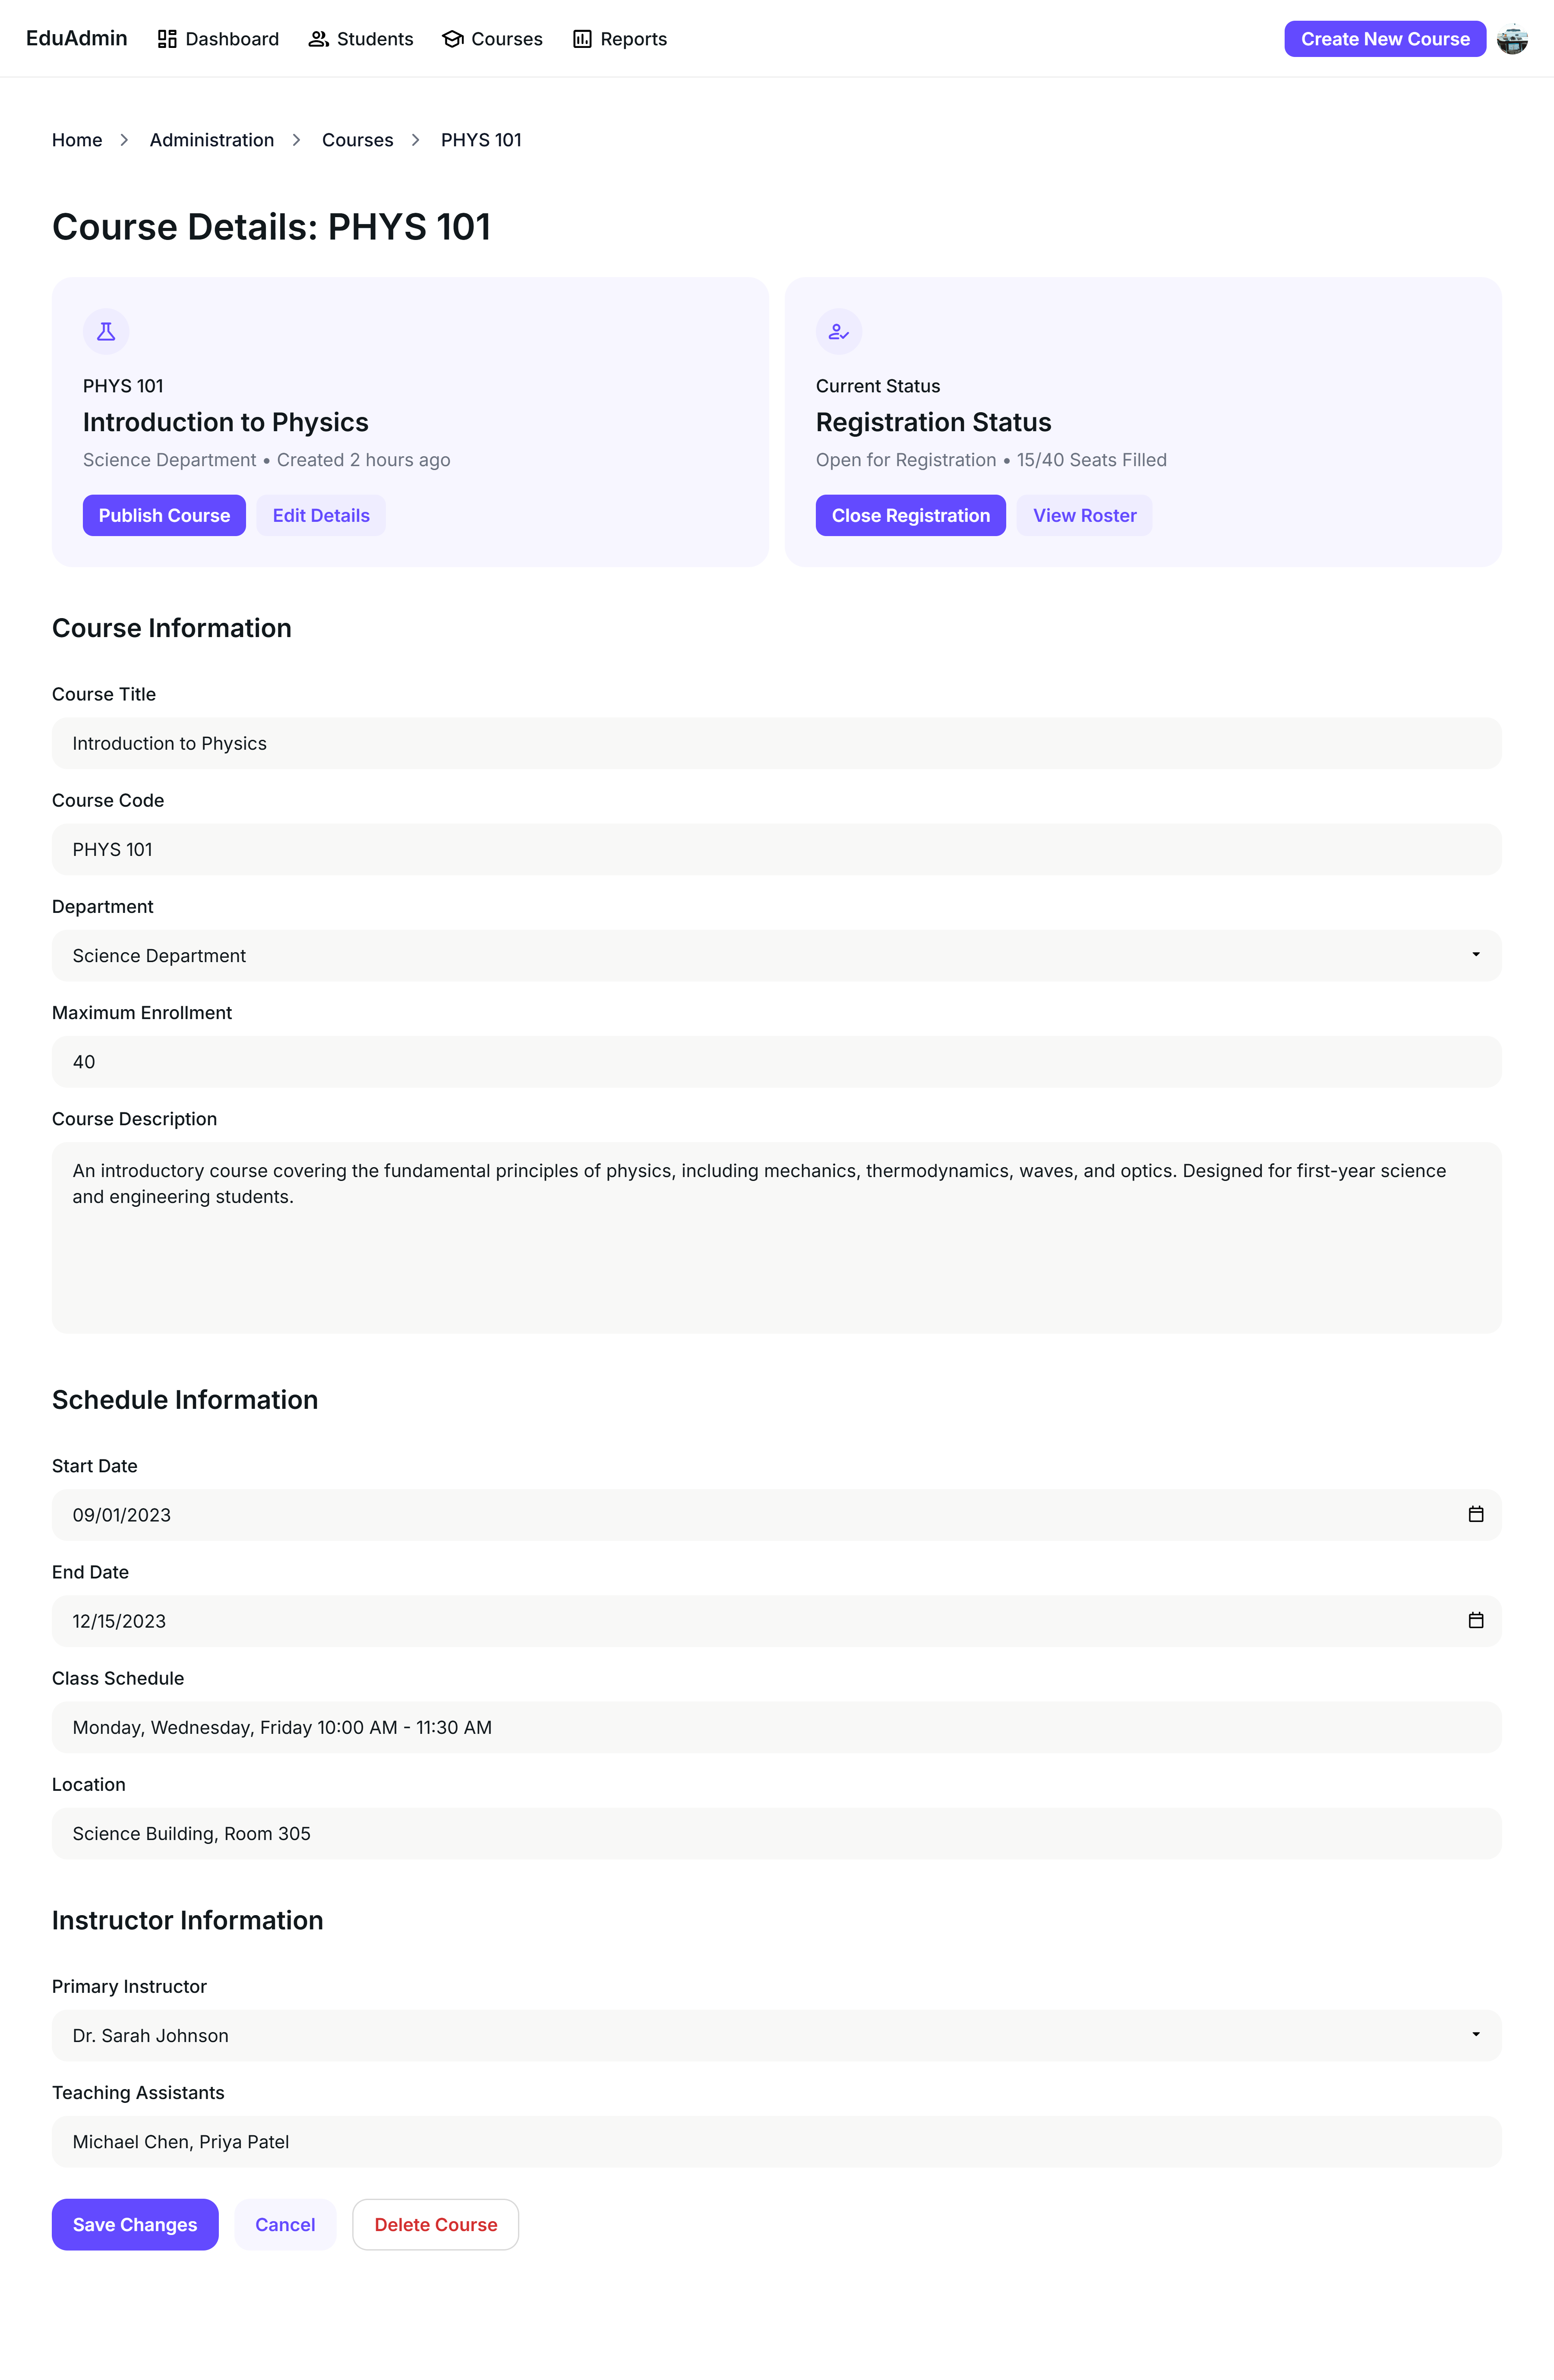 EduAdmin
Dashboard
Students
Courses
Reports
Create New Course
Home
Administration
Courses
PHYS 101
Course Details: PHYS 101
PHYS 101
Introduction to Physics
Science Department • Created 2 hours ago
Publish Course
Edit Details
Current Status
Registration Status
Open for Registration • 15/40 Seats Filled
Close Registration
View Roster
Course Information
Course Title
Introduction to Physics
Course Code
PHYS 101
Department
Science Department
Maximum Enrollment
40
Course Description
An introductory course covering the fundamental principles of physics, including mechanics, thermodynamics, waves, and optics. Designed for first-year science
and engineering students.
Schedule Information
Start Date
09/01/2023
End Date
12/15/2023
Class Schedule
Monday, Wednesday, Friday 10:00 AM - 11:30 AM
Location
Science Building, Room 305
Instructor Information
Primary Instructor
Dr. Sarah Johnson
Teaching Assistants
Michael Chen, Priya Patel
Save Changes
Cancel
Delete Course